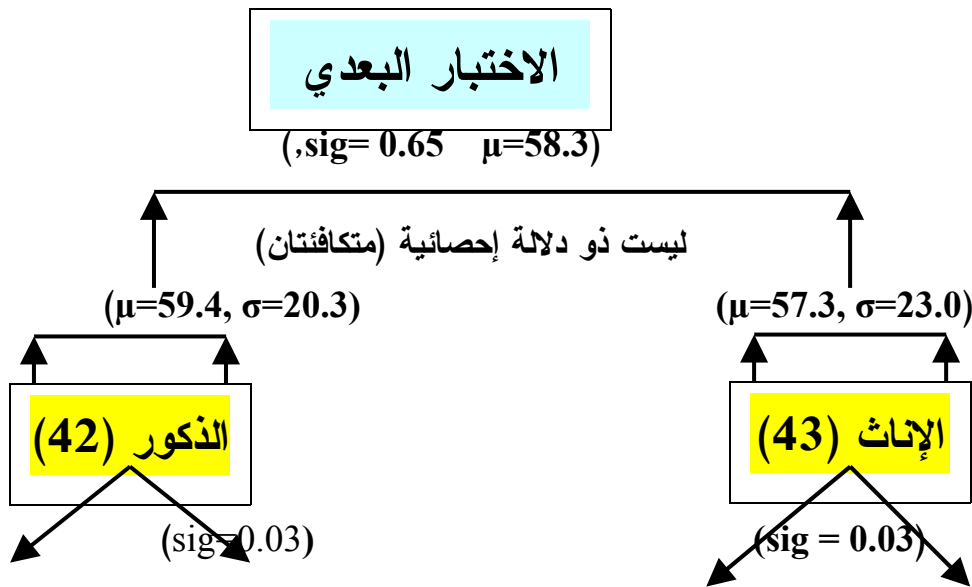 الاختبار البعدي
(,sig= 0.65 μ=58.3)
ليست ذو دلالة إحصائية (متكافئتان)
(μ=59.4, σ=20.3)
(μ=57.3, σ=23.0)
الذكور (42)
الإناث (43)
(sig=0.03)
(sig = 0.03)